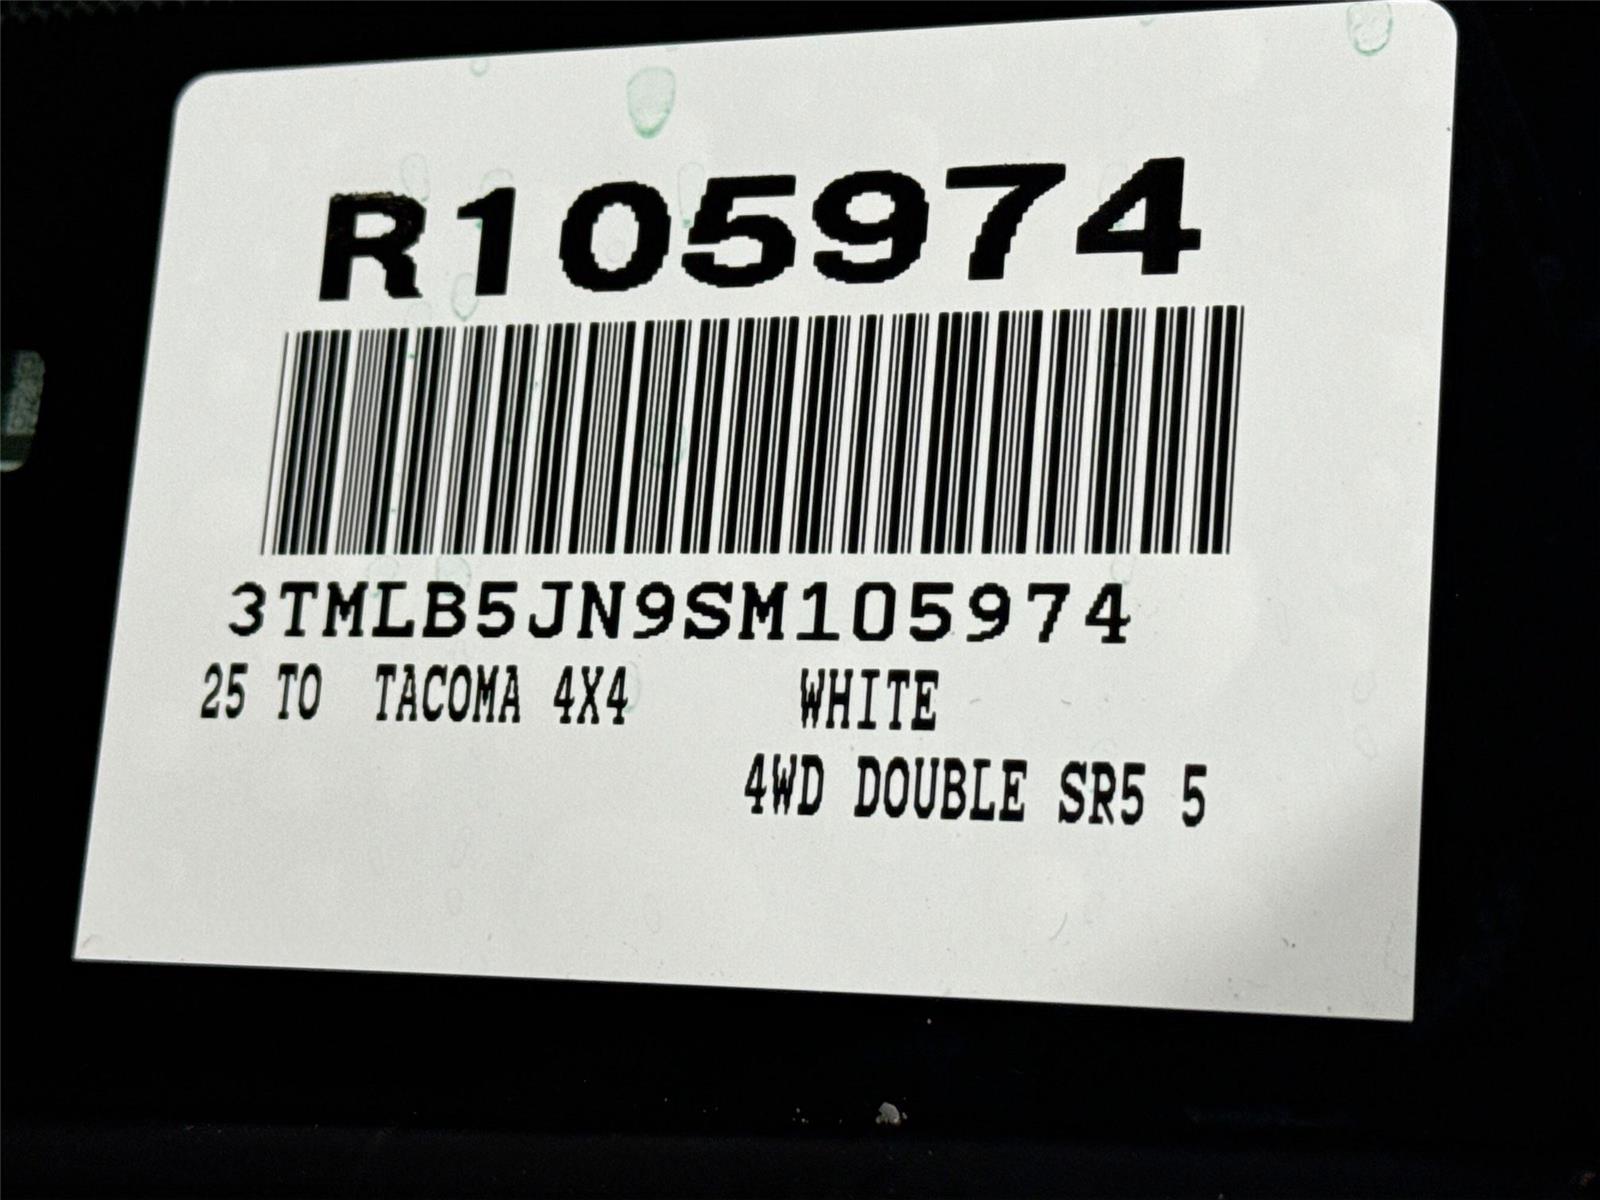 R105974
3TMLB5JN9SM105974
25 TO TACOMA 4X4 WHITE
4WD DOUBLE SR5 5